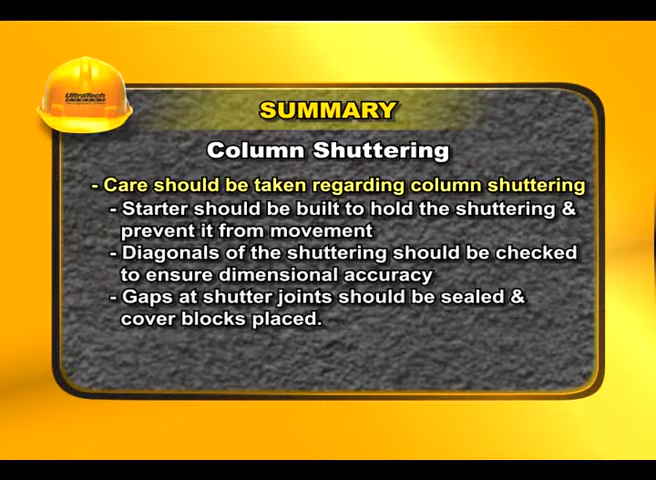 UltraTech
CEMENT
SUMMARY
Column Shuttering
- Care should be taken regarding column shuttering
- Starter should be built to hold the shuttering &
prevent it from movement
- Diagonals of the shuttering should be checked
to ensure dimensional accuracy
- Gaps at shutter joints should be sealed &
cover blocks placed.